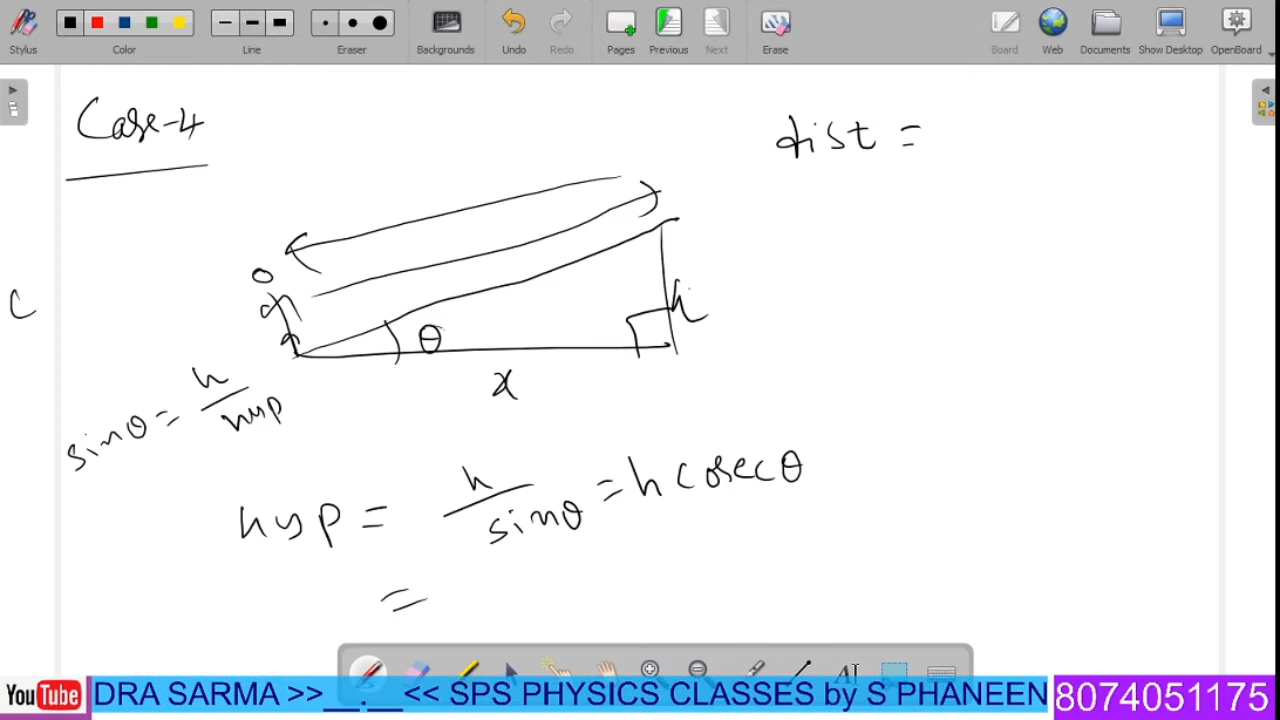 Stylus Color Line Eraser Backgrounds Undo Redo Pages Previous Next Erase Board Web Documents Show Desktop OpenBoard
Case-4
dist =
θ
h
x
sinθ = h/hyp
hyp = h/sinθ = h cosecθ
=
C
YouTube DRA SARMA >> __.__ << SPS PHYSICS CLASSES by S PHANEEN 8074051175